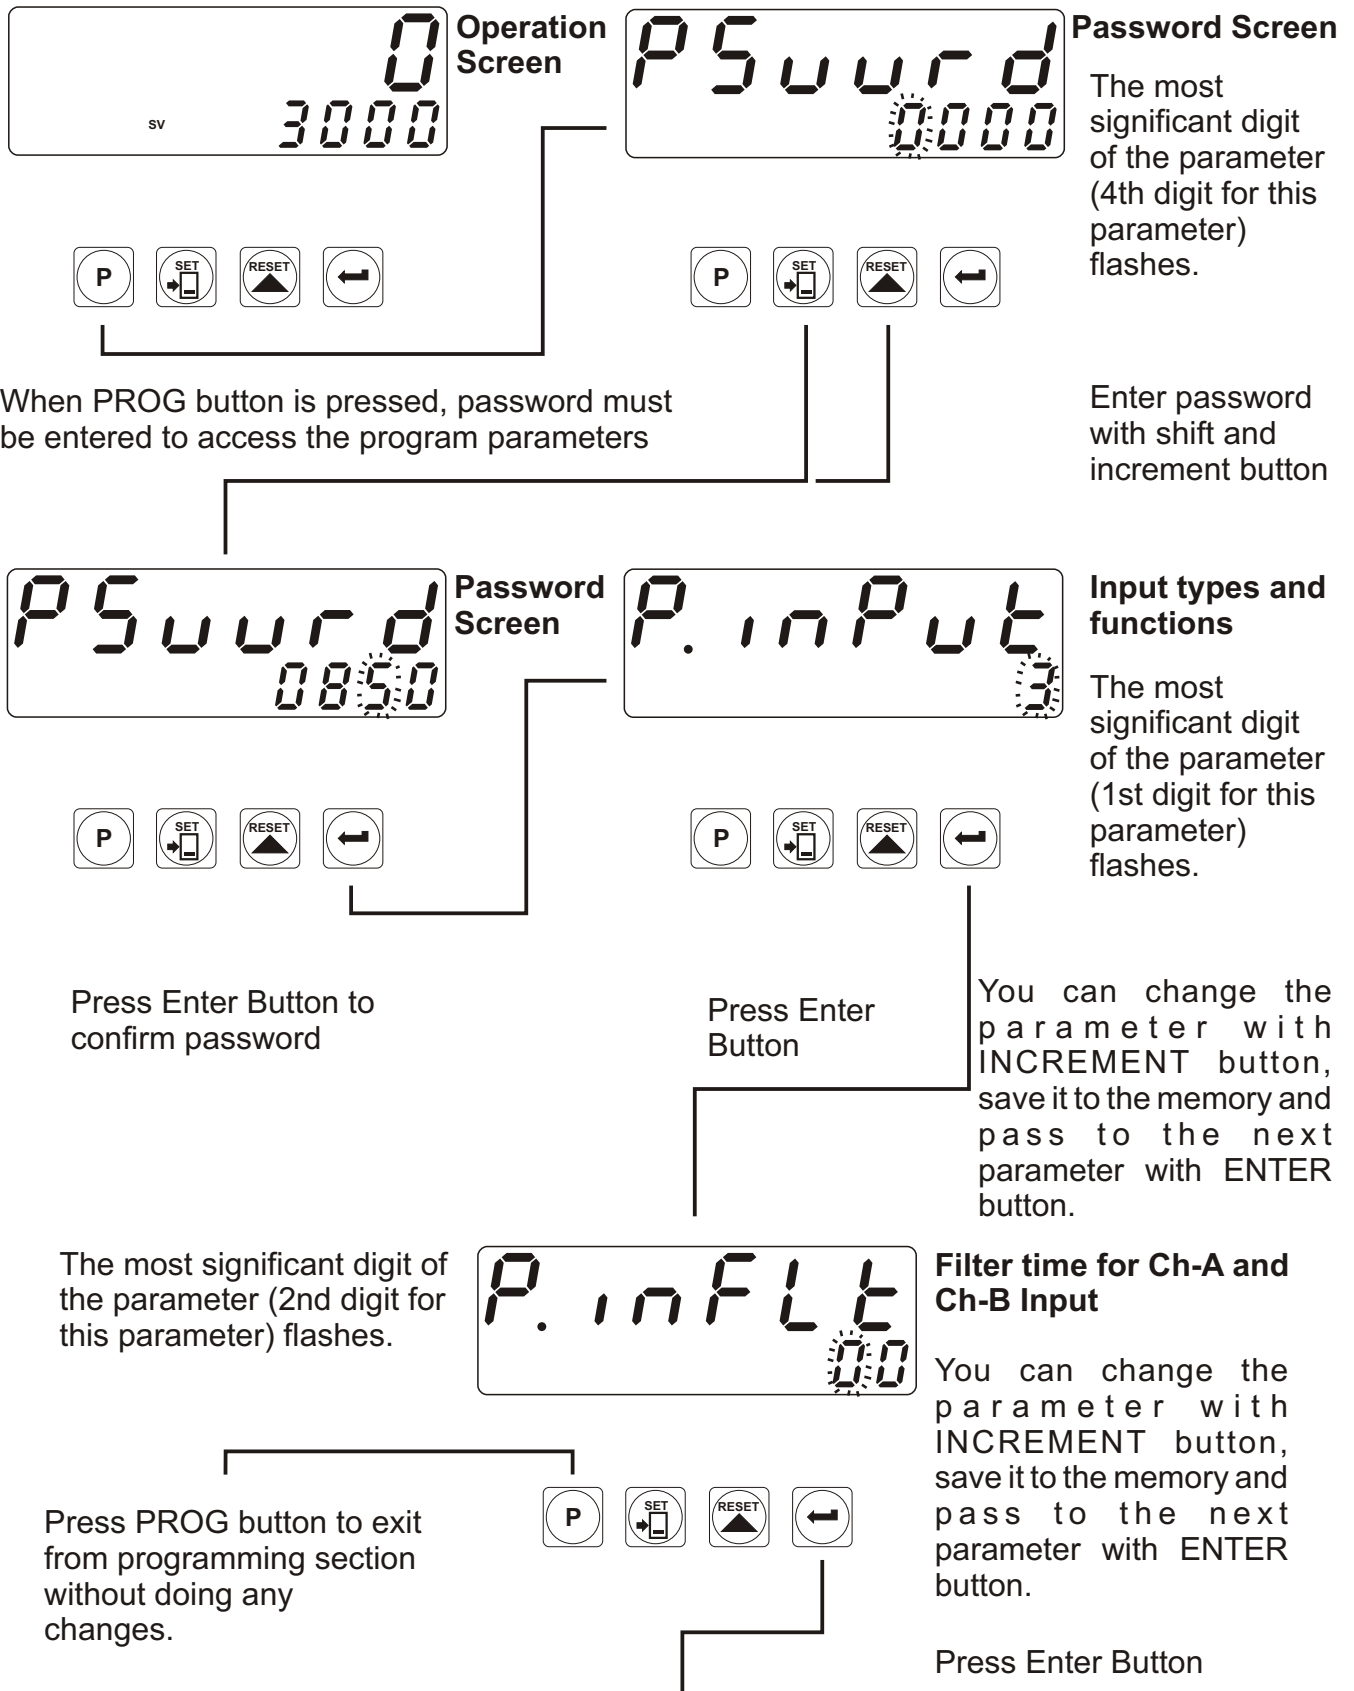 0
3000
SV
Operation
Screen
PSuurd
0000
Password Screen
The most
significant digit
of the parameter
(4th digit for this
parameter)
flashes.
P SET RESET
P SET RESET
When PROG button is pressed, password must
be entered to access the program parameters
Enter password
with shift and
increment button
PSuurd
0850
Password
Screen
P.inPut
3
Input types and
functions
The most
significant digit
of the parameter
(1st digit for this
parameter)
flashes.
P SET RESET
P SET RESET
Press Enter Button to
confirm password
Press Enter
Button
You can change the
parameter with
INCREMENT button,
save it to the memory and
pass to the next
parameter with ENTER
button.
The most significant digit of
the parameter (2nd digit for
this parameter) flashes.
P.inFLt
00
Filter time for Ch-A and
Ch-B Input
You can change the
parameter with
INCREMENT button,
save it to the memory and
pass to the next
parameter with ENTER
button.
P SET RESET
Press PROG button to exit
from programming section
without doing any
changes.
Press Enter Button